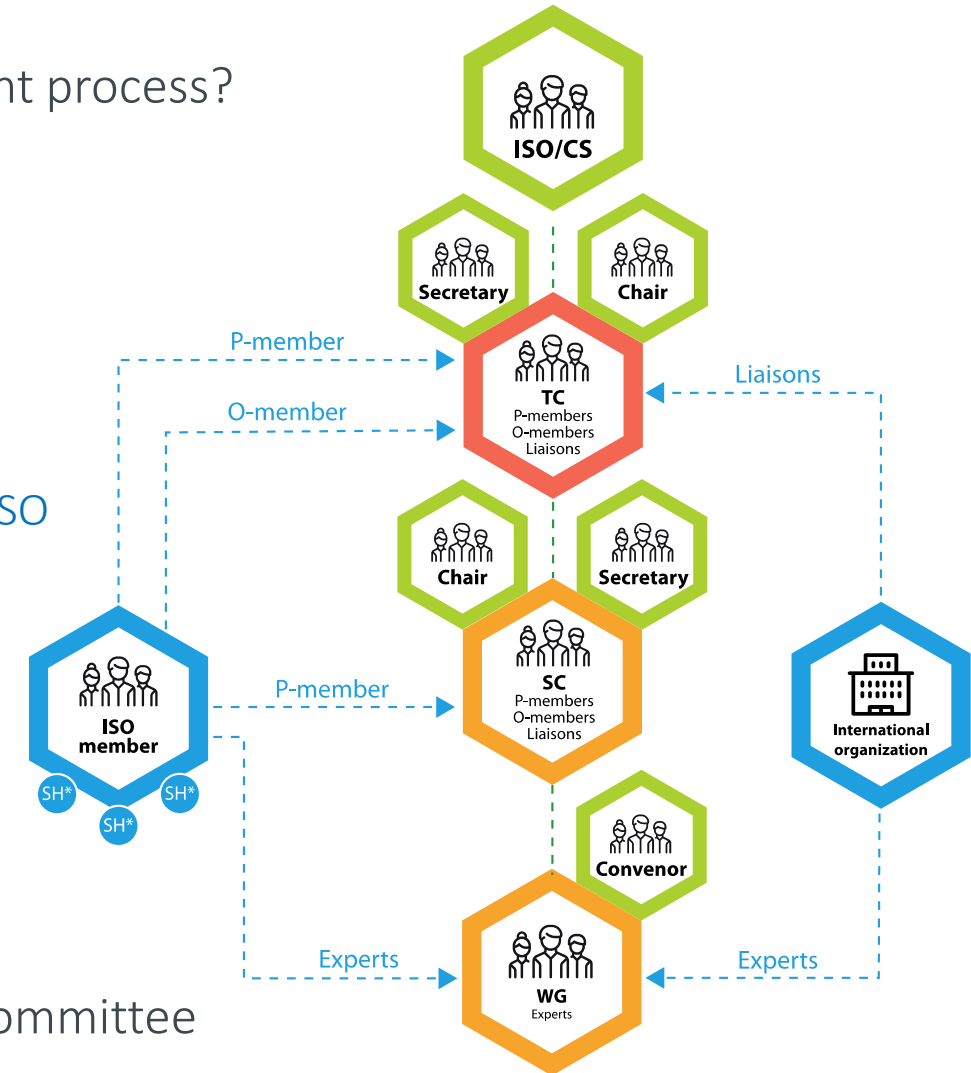 nt process?
ISO/CS
Secretary
Chair
P-member
TC
P-members
O-members
Liaisons
Liaisons
O-member
SO
Chair
Secretary
ISO
member
SH*
SH*
SH*
P-member
SC
P-members
O-members
Liaisons
International
organization
Convenor
Experts
WG
Experts
Experts
ommittee